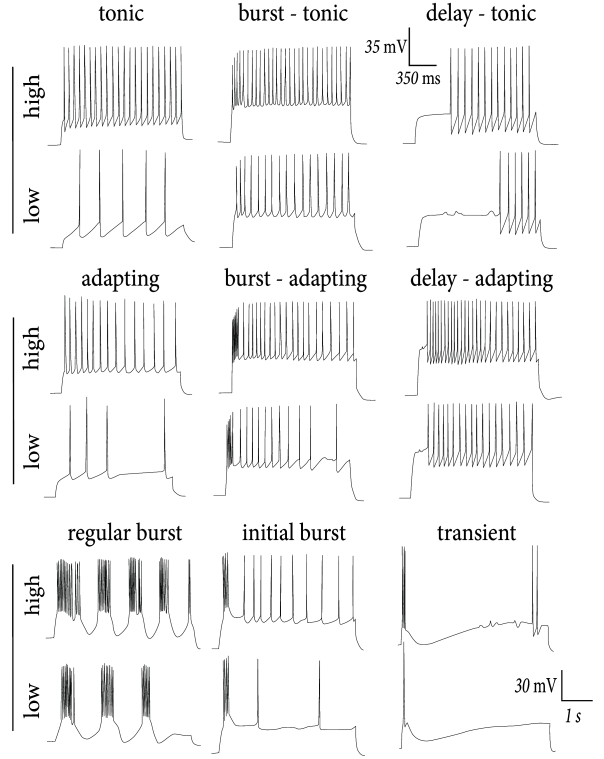 tonic burst - tonic delay - tonic
35 mV
350 ms
high
low
adapting burst - adapting delay - adapting
high
low
regular burst initial burst transient
high
low
30 mV
1 s